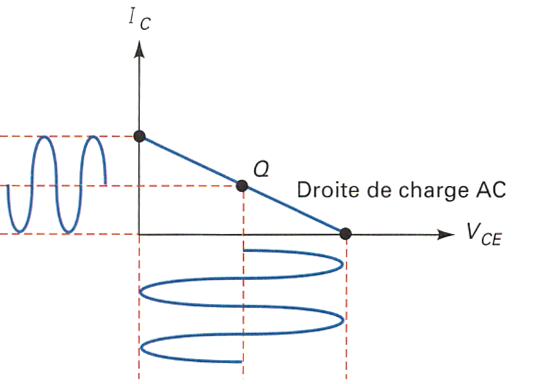 I C
Q
Droite de charge AC
V CE